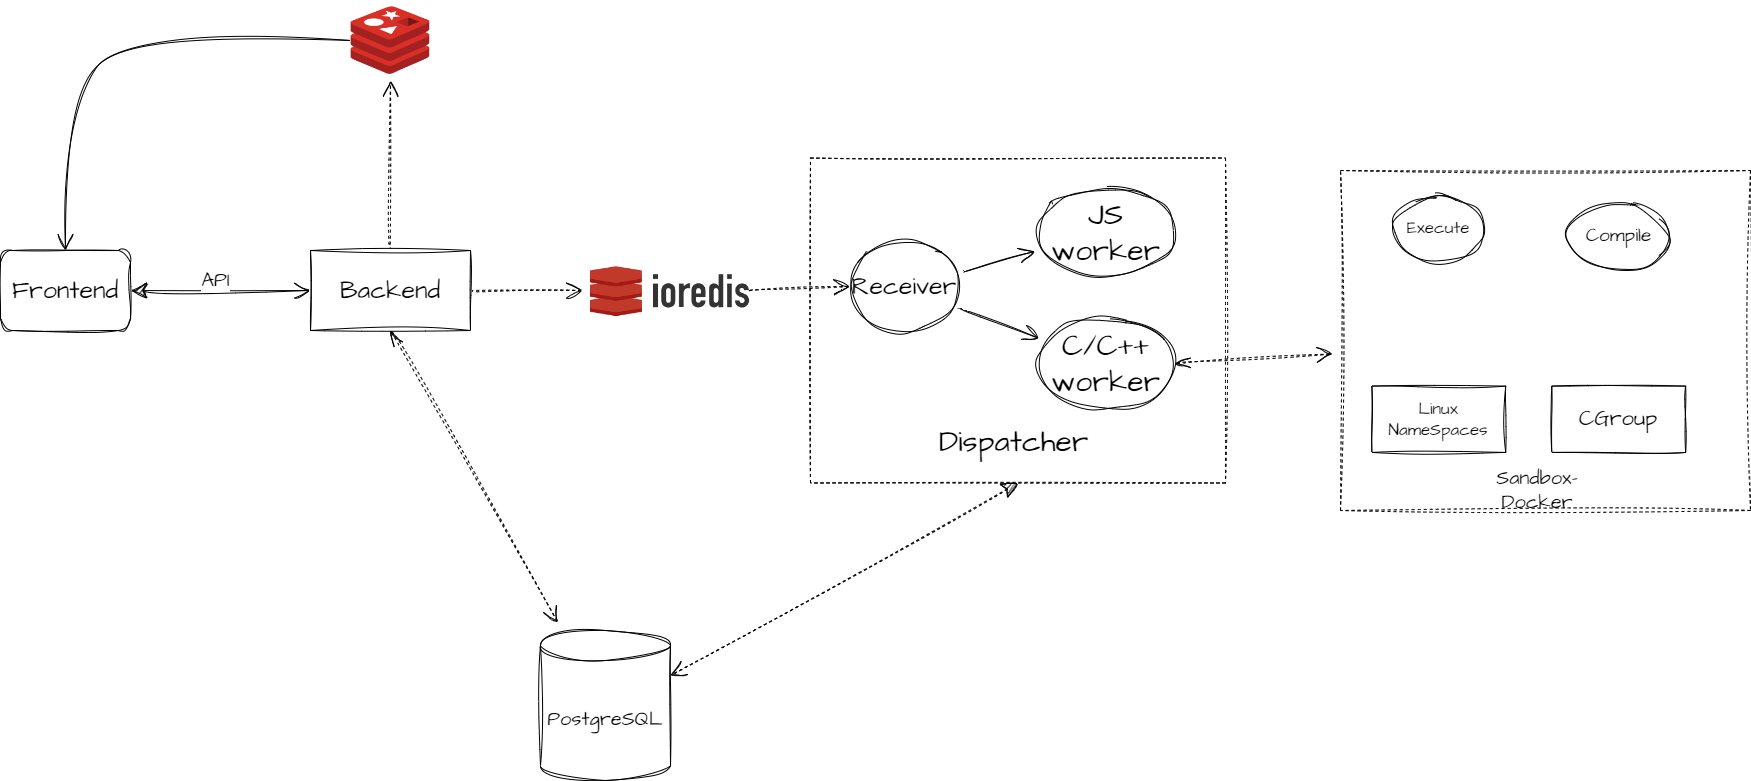 Frontend
API
Backend
ioredis
Receiver
JS
worker
C/C++
worker
Dispatcher
Execute
Compile
Linux
NameSpaces
CGroup
Sandbox-
Docker
PostgreSQL